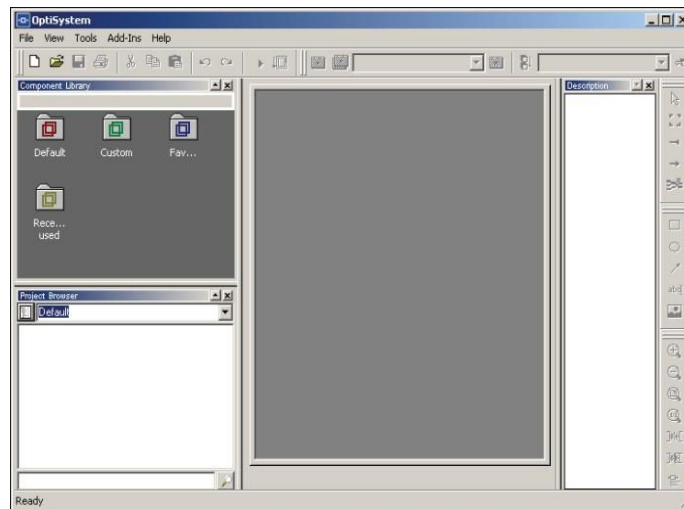 OptiSystem
File View Tools Add-Ins Help
Component Library
Default Custom Fav...
Rece...
used
Project Browser
Default
Description
abc
Ready